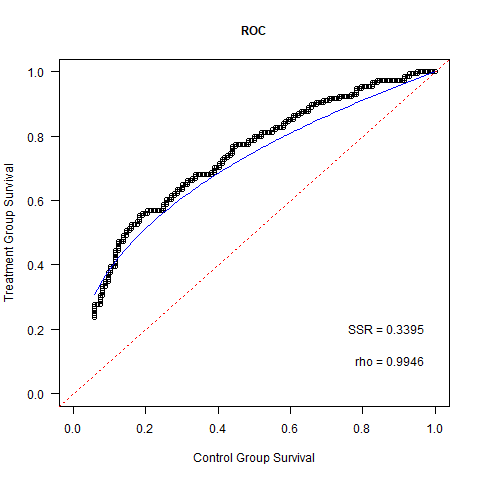 ROC
1.0
0.8
0.6
0.4
0.2
0.0
Treatment Group Survival
SSR = 0.3395
rho = 0.9946
0.0 0.2 0.4 0.6 0.8 1.0
Control Group Survival